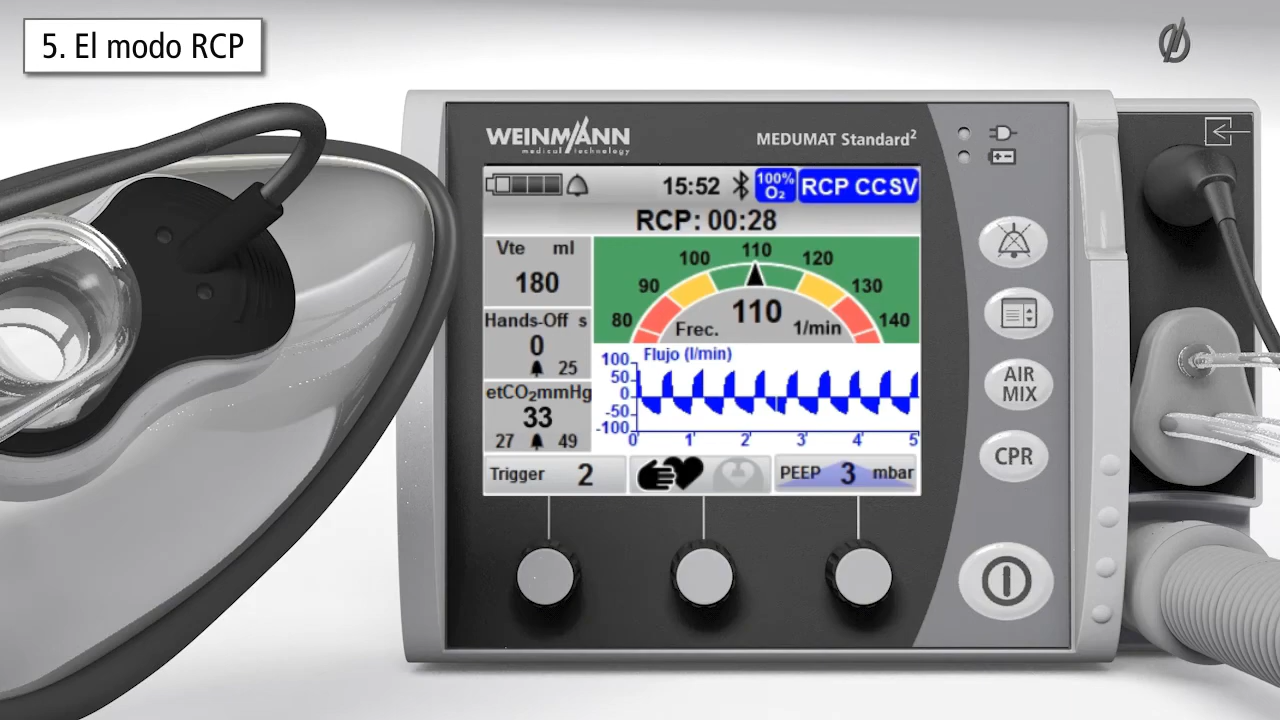 5. El modo RCP
WEINMANN
medical technology
MEDUMAT Standard²
15:52
100%
O₂
RCP CCSV
RCP: 00:28
Vte ml
180
Hands-Off s
0
25
etCO₂mmHg
33
27 49
80 90 100 110 120 130 140
110
Frec. 1/min
Flujo (l/min)
100
50
0
-50
-100
0 1' 2' 3' 4' 5'
Trigger 2
PEEP 3 mbar
AIR
MIX
CPR